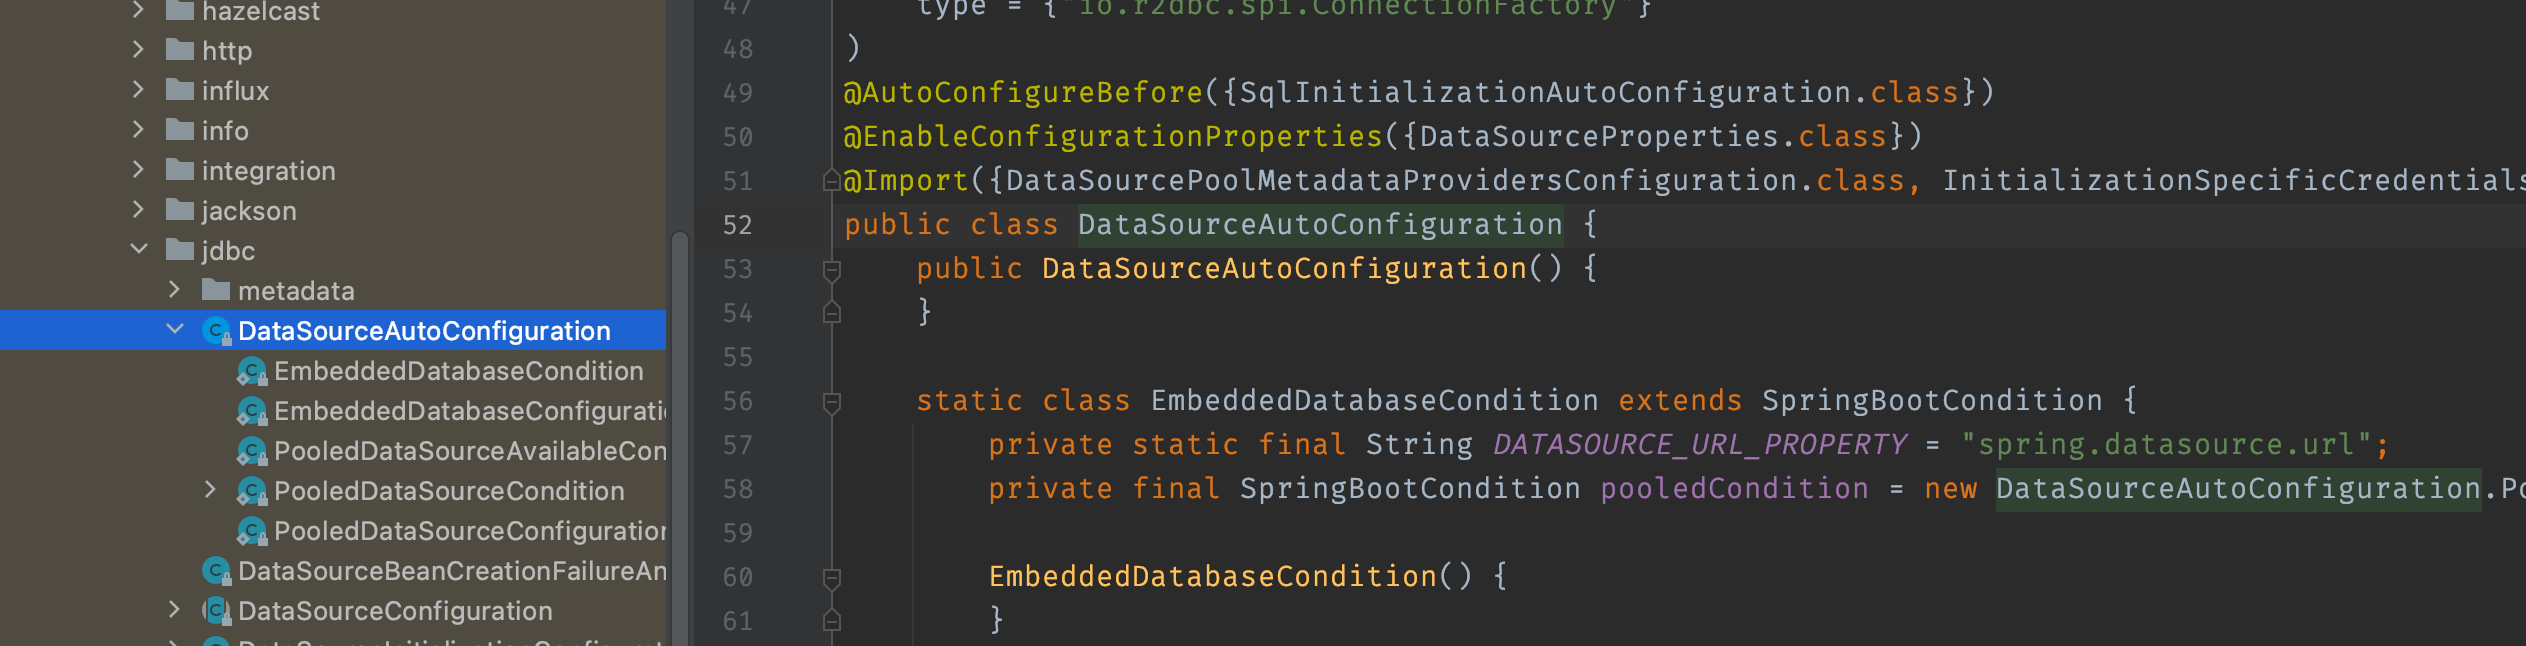 hazelcast
http
influx
info
integration
jackson
jdbc
metadata
DataSourceAutoConfiguration
EmbeddedDatabaseCondition
EmbeddedDatabaseConfigurati
PooledDataSourceAvailableCon
PooledDataSourceCondition
PooledDataSourceConfiguration
DataSourceBeanCreationFailureAn
DataSourceConfiguration
47 type = {"io.r2dbc.spi.ConnectionFactory"}
48 )
49 @AutoConfigureBefore({SqlInitializationAutoConfiguration.class})
50 @EnableConfigurationProperties({DataSourceProperties.class})
51 @Import({DataSourcePoolMetadataProvidersConfiguration.class, InitializationSpecificCredentials
52 public class DataSourceAutoConfiguration {
53 public DataSourceAutoConfiguration() {
54 }
55
56 static class EmbeddedDatabaseCondition extends SpringBootCondition {
57 private static final String DATASOURCE_URL_PROPERTY = "spring.datasource.url";
58 private final SpringBootCondition pooledCondition = new DataSourceAutoConfiguration.Po
59
60 EmbeddedDatabaseCondition() {
61 }